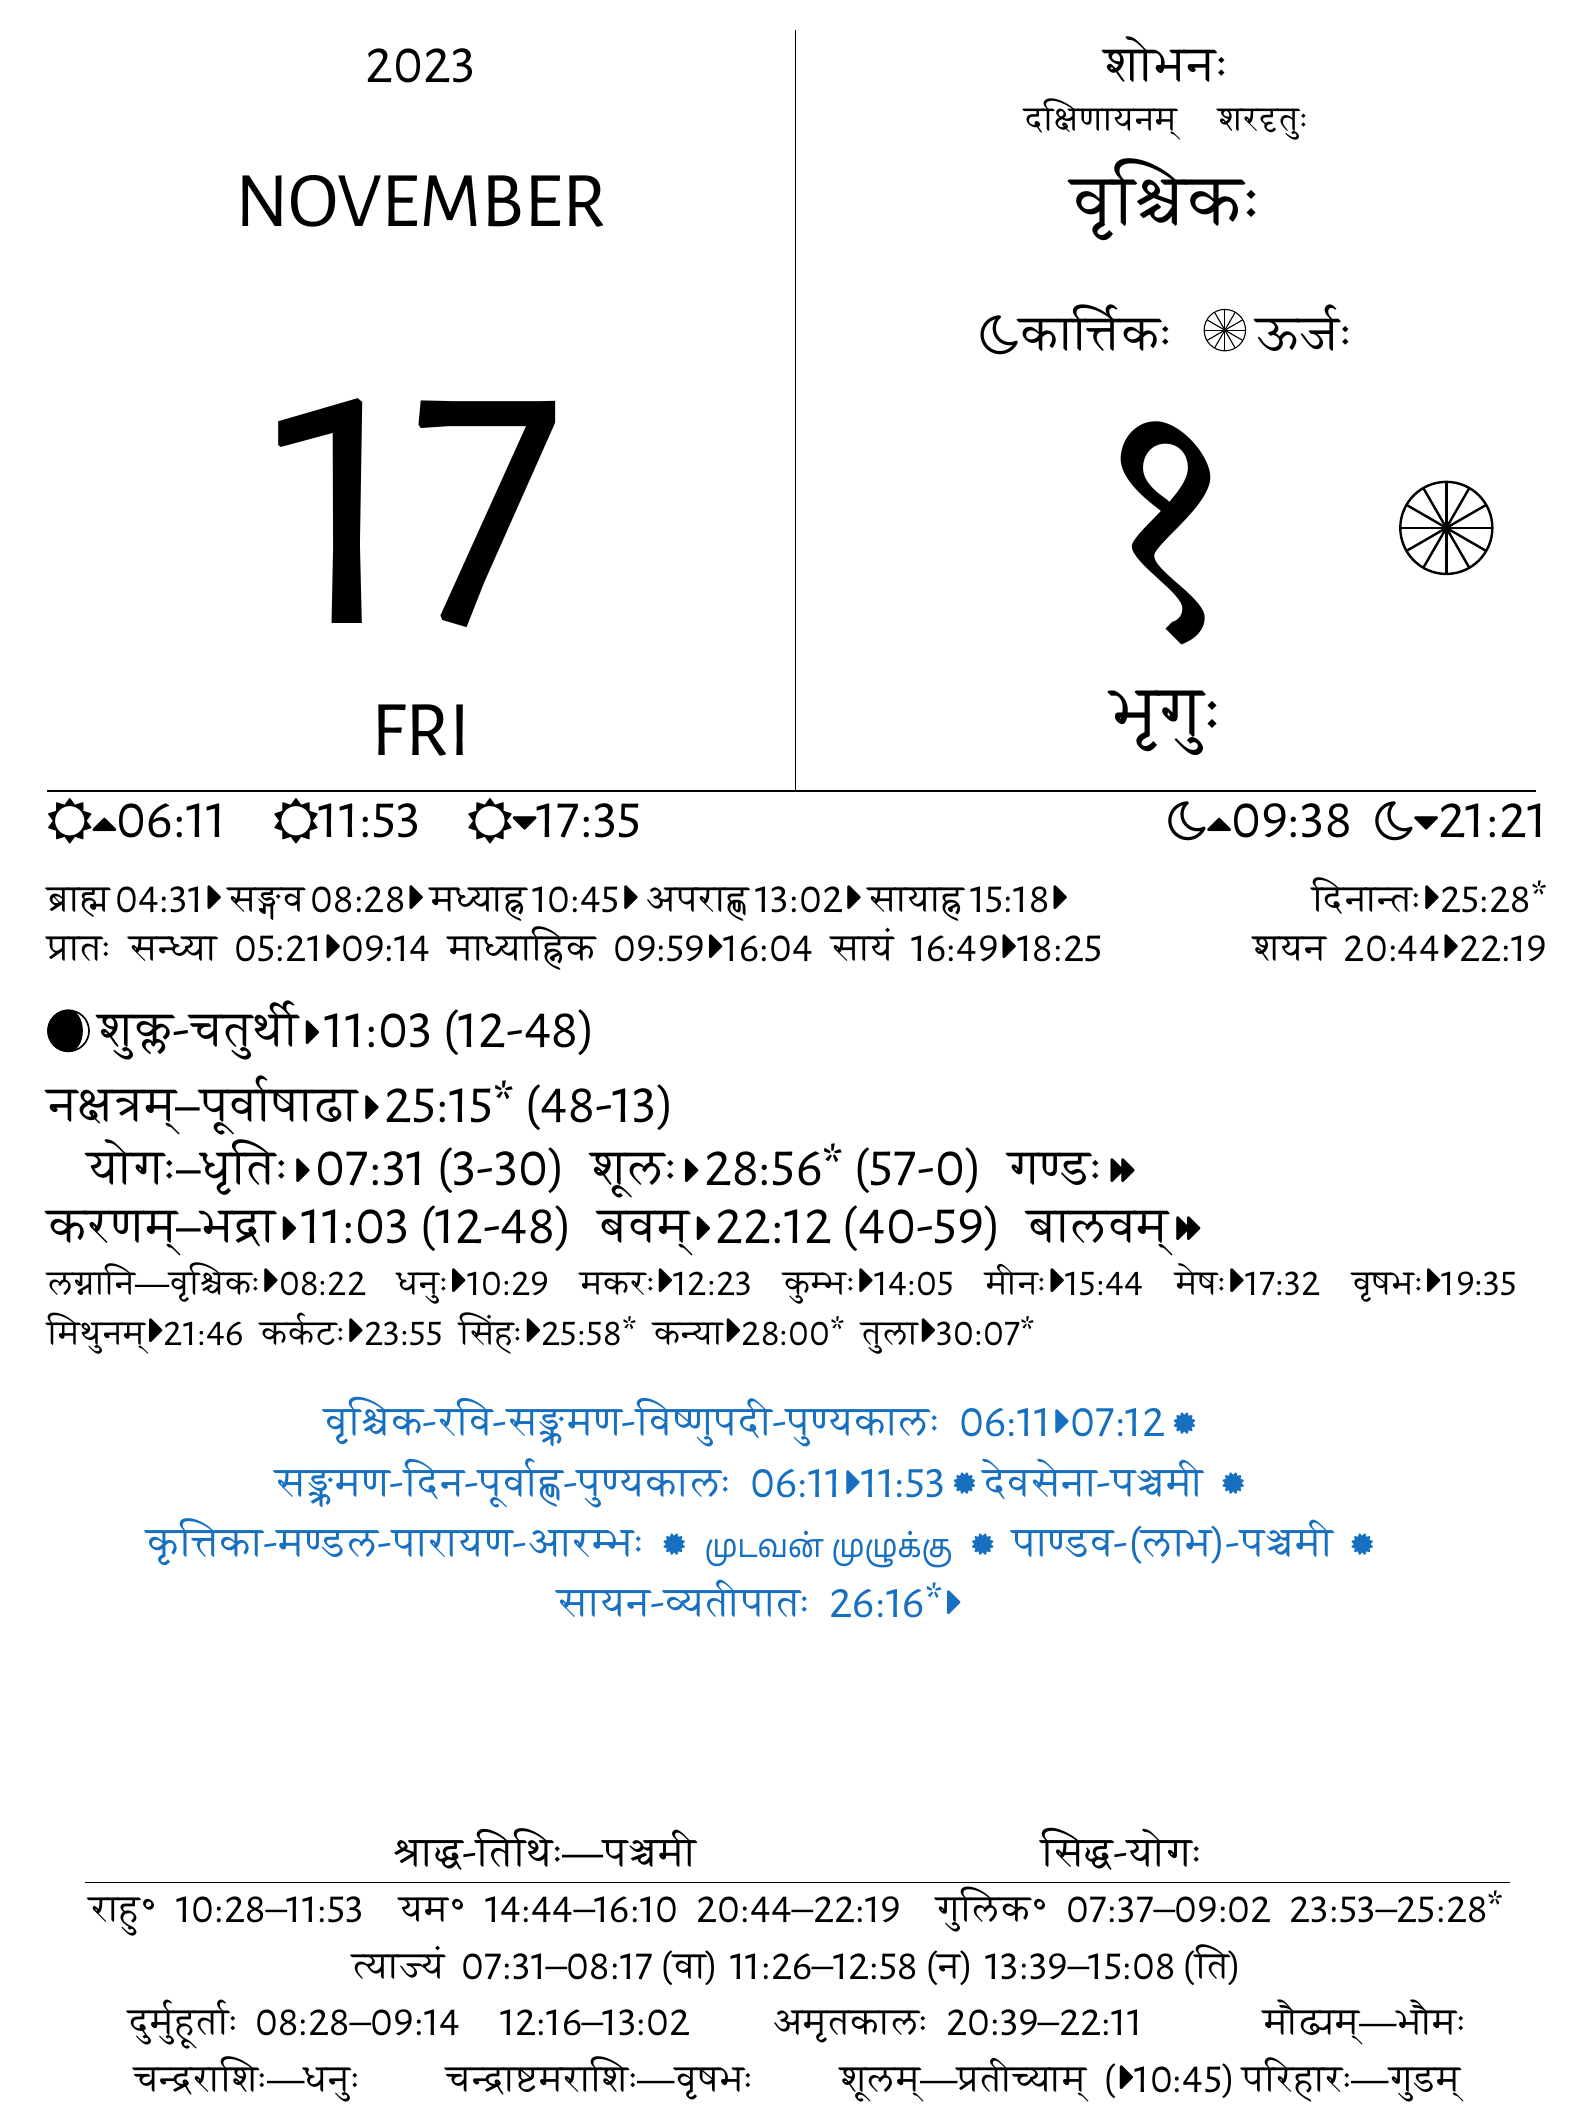 2023
NOVEMBER
17
FRI
शोभनः
दक्षिणायनम् शरदृतुः
वृश्चिकः
कार्त्तिकः ऊर्जः
१
भृगुः
06:11 11:53 17:35 09:38 21:21
ब्राह्म 04:31 सङ्गव 08:28 मध्याह्न 10:45 अपराह्ण 13:02 सायाह्न 15:18 दिनान्तः 25:28*
प्रातः सन्ध्या 05:21 09:14 माध्याह्निक 09:59 16:04 सायं 16:49 18:25 शयन 20:44 22:19
शुक्ल-चतुर्थी 11:03 (12-48)
नक्षत्रम्–पूर्वाषाढा 25:15* (48-13)
योगः–धृतिः 07:31 (3-30) शूलः 28:56* (57-0) गण्डः
करणम्–भद्रा 11:03 (12-48) बवम् 22:12 (40-59) बालवम्
लग्नानि—वृश्चिकः 08:22 धनुः 10:29 मकरः 12:23 कुम्भः 14:05 मीनः 15:44 मेषः 17:32 वृषभः 19:35
मिथुनम् 21:46 कर्कटः 23:55 सिंहः 25:58* कन्या 28:00* तुला 30:07*
वृश्चिक-रवि-सङ्क्रमण-विष्णुपदी-पुण्यकालः 06:11 07:12
सङ्क्रमण-दिन-पूर्वाह्ण-पुण्यकालः 06:11 11:53 देवसेना-पञ्चमी
कृत्तिका-मण्डल-पारायण-आरम्भः முடவன் முழுக்கு पाण्डव-(लाभ)-पञ्चमी
सायन-व्यतीपातः 26:16*
श्राद्ध-तिथिः—पञ्चमी सिद्ध-योगः
राहु॰ 10:28–11:53 यम॰ 14:44–16:10 20:44–22:19 गुलिक॰ 07:37–09:02 23:53–25:28*
त्याज्यं 07:31–08:17 (वा) 11:26–12:58 (न) 13:39–15:08 (ति)
दुर्मुहूर्ताः 08:28–09:14 12:16–13:02 अमृतकालः 20:39–22:11 मौढ्यम्—भौमः
चन्द्रराशिः—धनुः चन्द्राष्टमराशिः—वृषभः शूलम्—प्रतीच्याम् (10:45) परिहारः—गुडम्